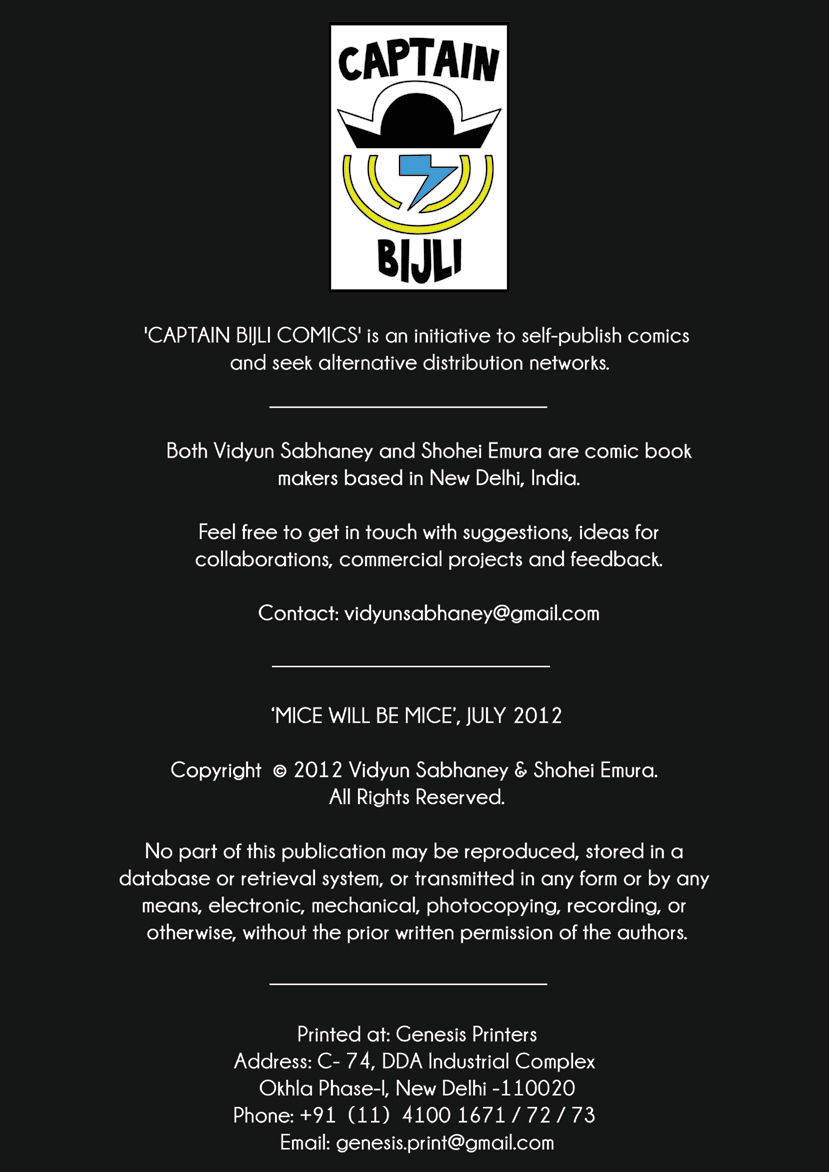 CAPTAIN
BIJLI
'CAPTAIN BIJLI COMICS' is an initiative to self-publish comics
and seek alternative distribution networks.
Both Vidyun Sabhaney and Shohei Emura are comic book
makers based in New Delhi, India.
Feel free to get in touch with suggestions, ideas for
collaborations, commercial projects and feedback.
Contact: vidyunsabhaney@gmail.com
‘MICE WILL BE MICE’, JULY 2012
Copyright © 2012 Vidyun Sabhaney & Shohei Emura.
All Rights Reserved.
No part of this publication may be reproduced, stored in a
database or retrieval system, or transmitted in any form or by any
means, electronic, mechanical, photocopying, recording, or
otherwise, without the prior written permission of the authors.
Printed at: Genesis Printers
Address: C- 74, DDA Industrial Complex
Okhla Phase-I, New Delhi -110020
Phone: +91 (11) 4100 1671 / 72 / 73
Email: genesis.print@gmail.com